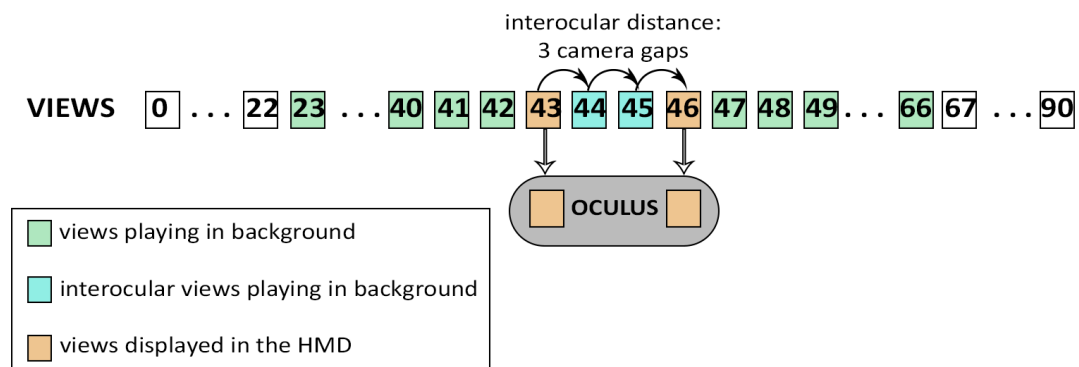 interocular distance:
3 camera gaps
VIEWS 0 ... 22 23 ... 40 41 42 43 44 45 46 47 48 49 ... 66 67 ... 90
OCULUS
views playing in background
interocular views playing in background
views displayed in the HMD